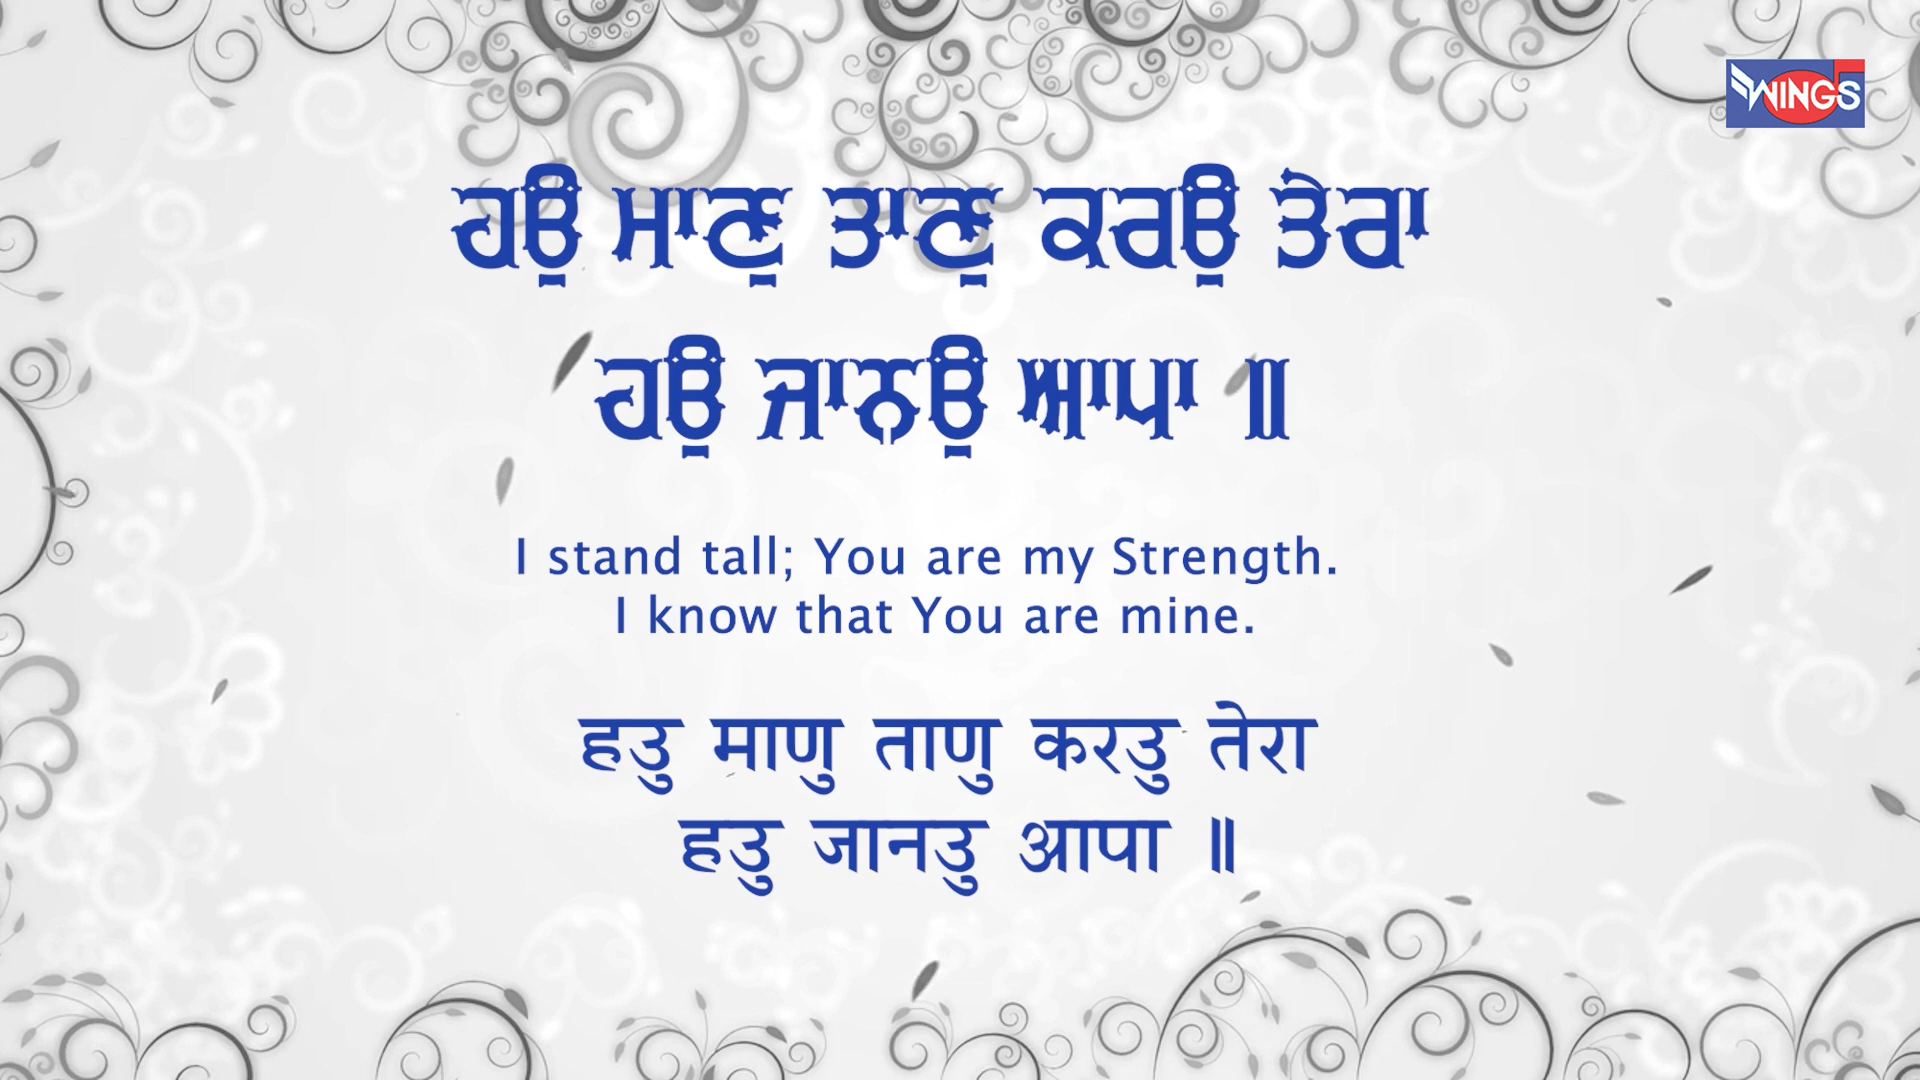 WINGS
ਹਉੁ ਮਾਣੁ ਤਾਣੁ ਕਰਉੁ ਤੇਰਾ
ਹਉੁ ਜਾਨਉੁ ਆਪਾ ॥
I stand tall; You are my Strength.
I know that You are mine.
हउु माणु ताणु करउु तेरा
हउु जानउु आपा ॥